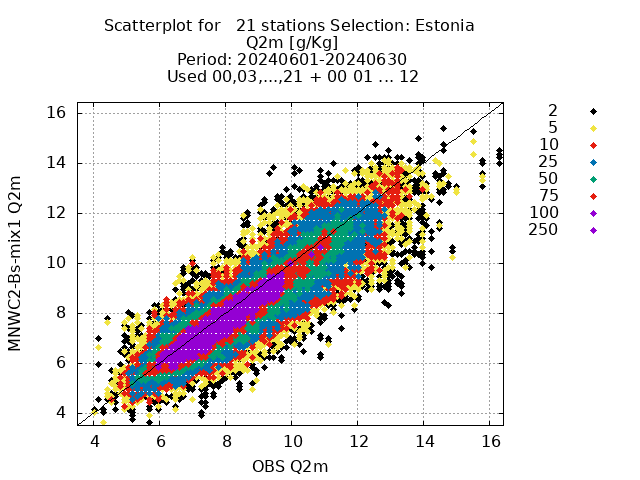 Scatterplot for   21 stations Selection: Estonia
Q2m [g/Kg]
Period: 20240601-20240630
Used 00,03,...,21 + 00 01 ... 12
MNWC2-Bs-mix1 Q2m
16
14
12
10
8
6
4
4 6 8 10 12 14 16
OBS Q2m
2
5
10
25
50
75
100
250